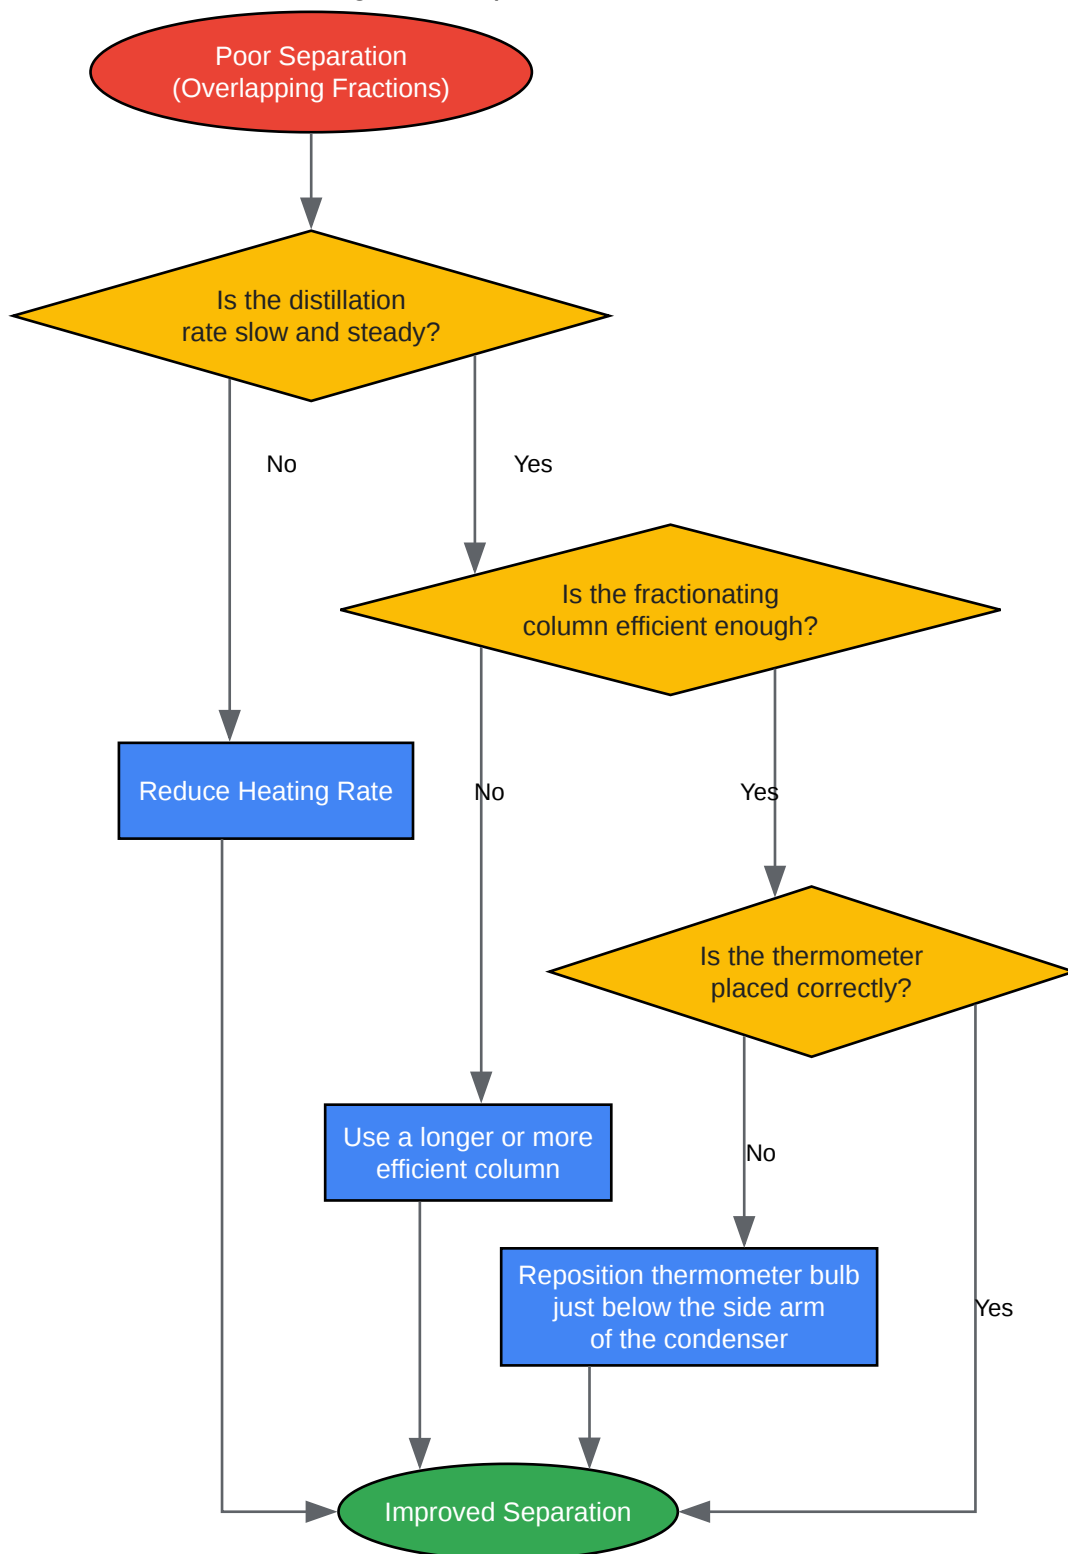 Poor Separation
(Overlapping Fractions)
Is the distillation
rate slow and steady?
No
Yes
Is the fractionating
column efficient enough?
Reduce Heating Rate
No
Yes
Is the thermometer
placed correctly?
Use a longer or more
efficient column
No
Reposition thermometer bulb
just below the side arm
of the condenser
Yes
Improved Separation